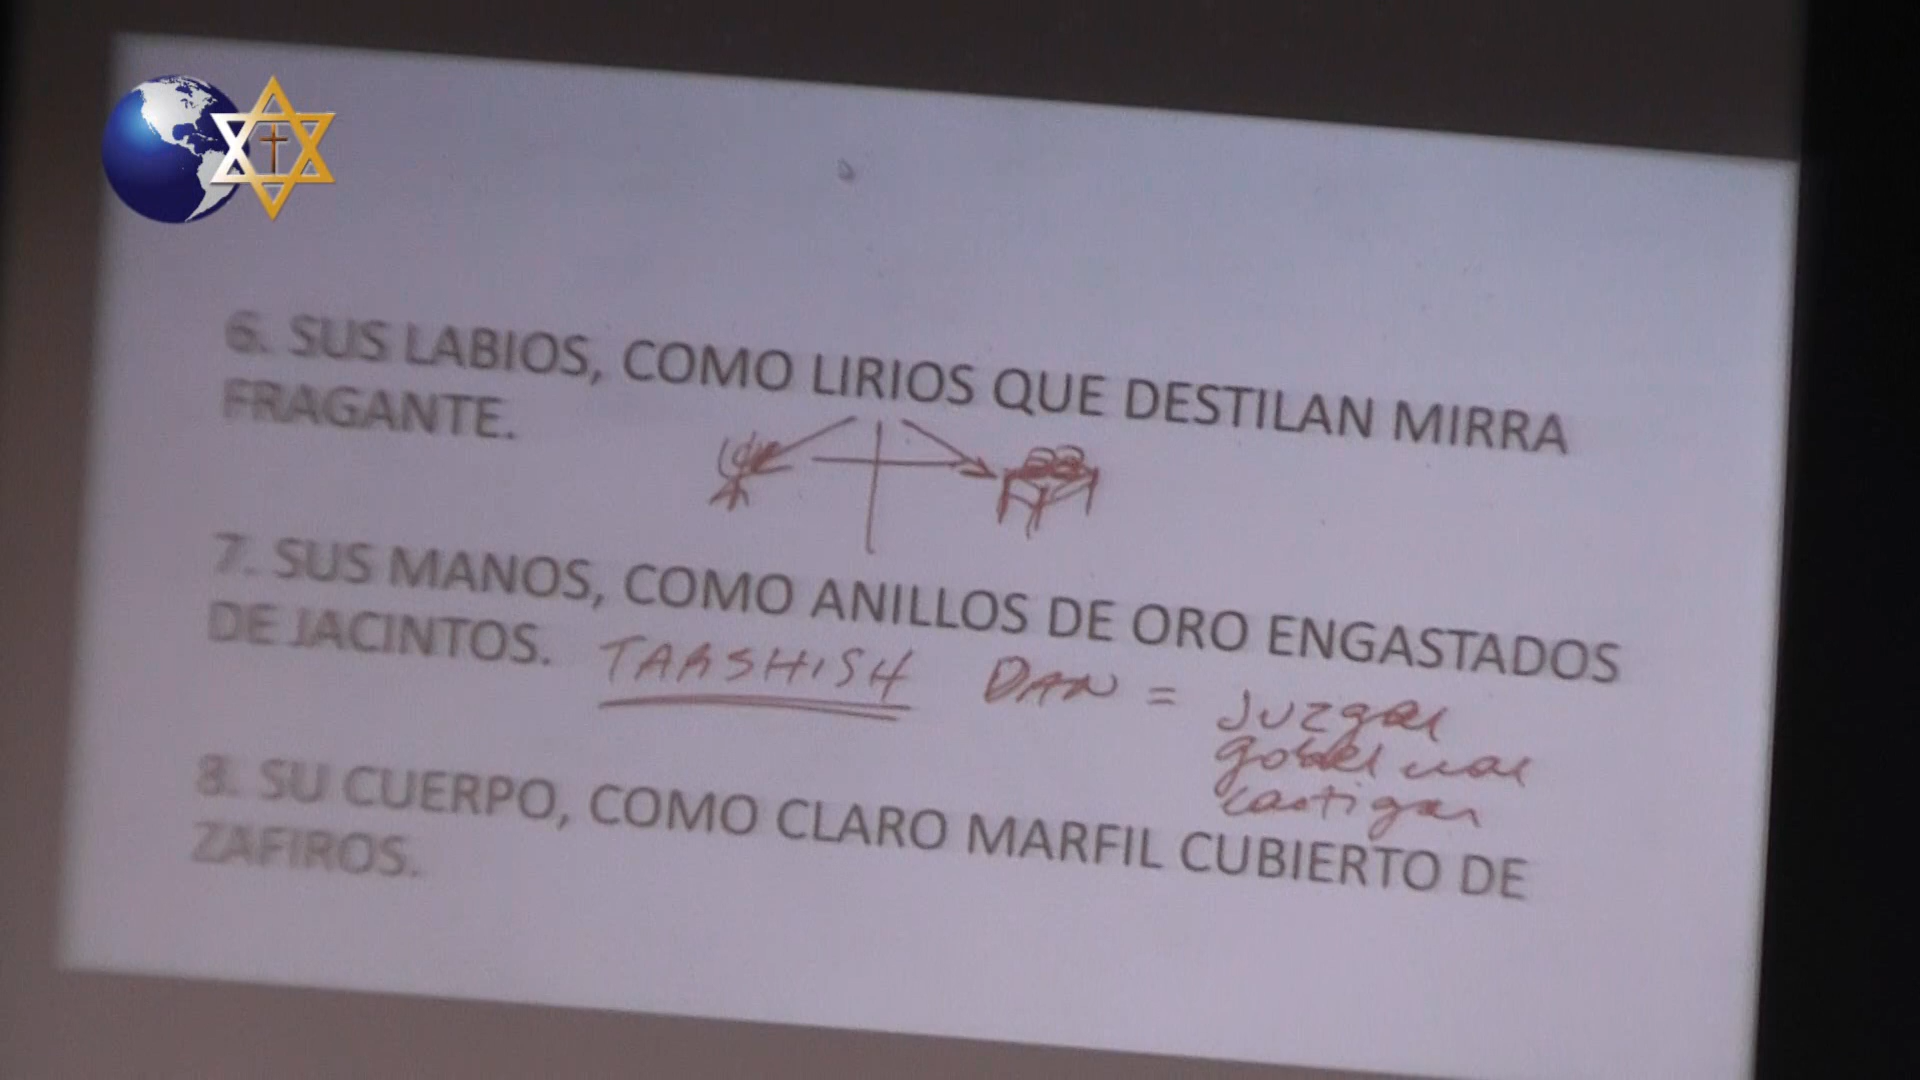 6. SUS LABIOS, COMO LIRIOS QUE DESTILAN MIRRA
FRAGANTE.
7. SUS MANOS, COMO ANILLOS DE ORO ENGASTADOS
DE JACINTOS. TARSHISH DAN = Juzgar
gobernar
castigar
8. SU CUERPO, COMO CLARO MARFIL CUBIERTO DE
ZAFIROS.